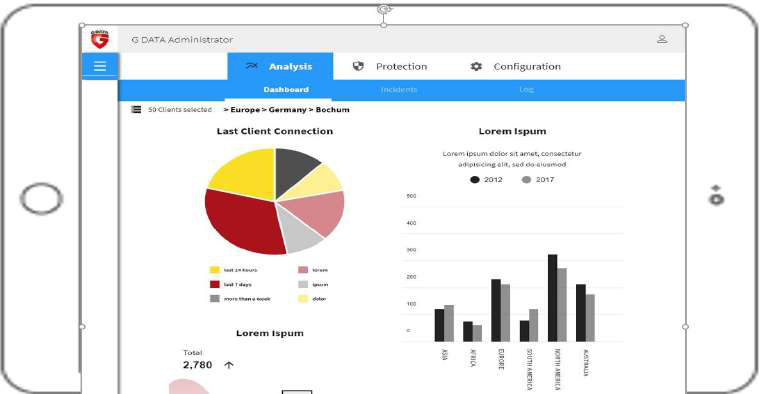 G DATA
G DATA Administrator
Analysis
Protection
Configuration
Dashboard
Incidents
Log
50 Clients selected > Europe > Germany > Bochum
Last Client Connection
last 24 hours
lorem
last 7 days
ipsum
more than a week
dolor
Lorem Ispum
Lorem ipsum dolor sit amet, consectetur
adipiscing elit, sed do eiusmod
2012
2017
500
400
300
200
100
0
ASIA
AFRICA
EUROPE
SOUTH AMERICA
NORTH AMERICA
AUSTRALIA
Lorem Ispum
Total
2,780